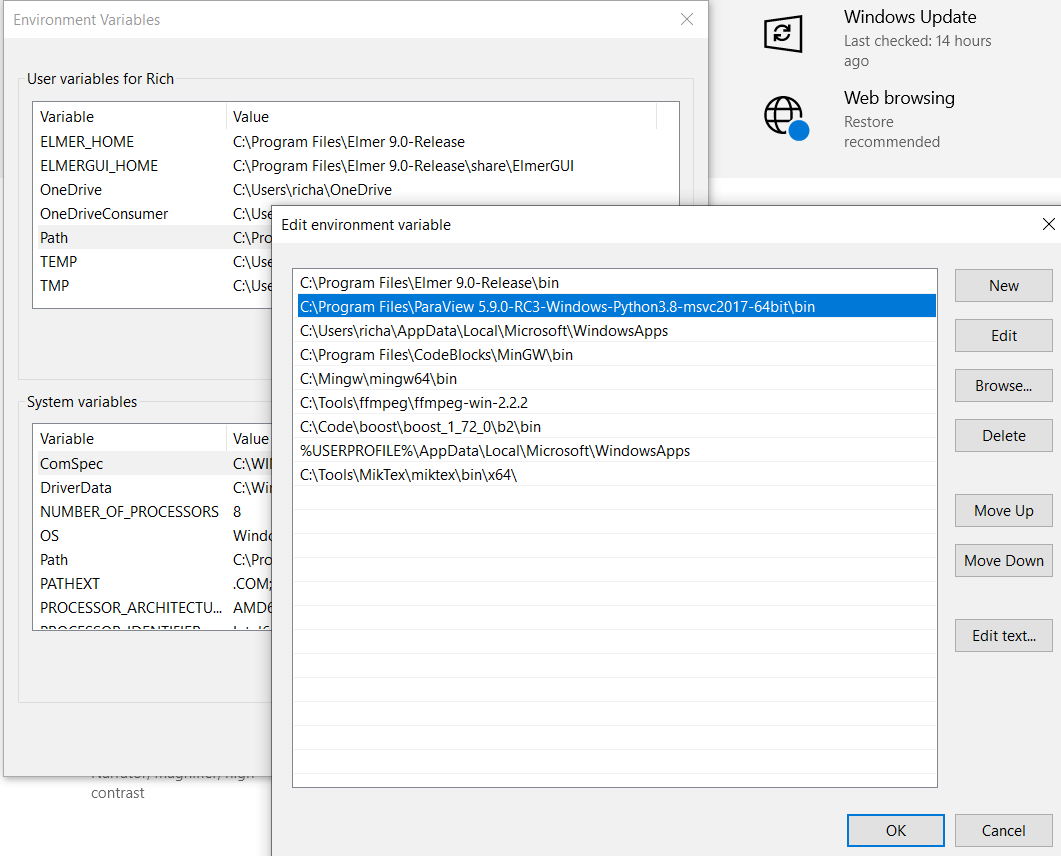 Environment Variables
User variables for Rich
Variable Value
ELMER_HOME C:\Program Files\Elmer 9.0-Release
ELMERGUI_HOME C:\Program Files\Elmer 9.0-Release\share\ElmerGUI
OneDrive C:\Users\richa\OneDrive
OneDriveConsumer C:\Use
Path C:\Pro
TEMP C:\Use
TMP C:\Use
System variables
Variable Value
ComSpec C:\WI
DriverData C:\Win
NUMBER_OF_PROCESSORS 8
OS Windo
Path C:\Pro
PATHEXT .COM;
PROCESSOR_ARCHITECTU... AMD6
PROCESSOR_IDENTIFIER
Narrator, magnifier, high
contrast
Windows Update
Last checked: 14 hours
ago
Web browsing
Restore
recommended
Edit environment variable
C:\Program Files\Elmer 9.0-Release\bin
C:\Program Files\ParaView 5.9.0-RC3-Windows-Python3.8-msvc2017-64bit\bin
C:\Users\richa\AppData\Local\Microsoft\WindowsApps
C:\Program Files\CodeBlocks\MinGW\bin
C:\Mingw\mingw64\bin
C:\Tools\ffmpeg\ffmpeg-win-2.2.2
C:\Code\boost\boost_1_72_0\b2\bin
%USERPROFILE%\AppData\Local\Microsoft\WindowsApps
C:\Tools\MikTex\miktex\bin\x64\
New
Edit
Browse...
Delete
Move Up
Move Down
Edit text...
OK
Cancel